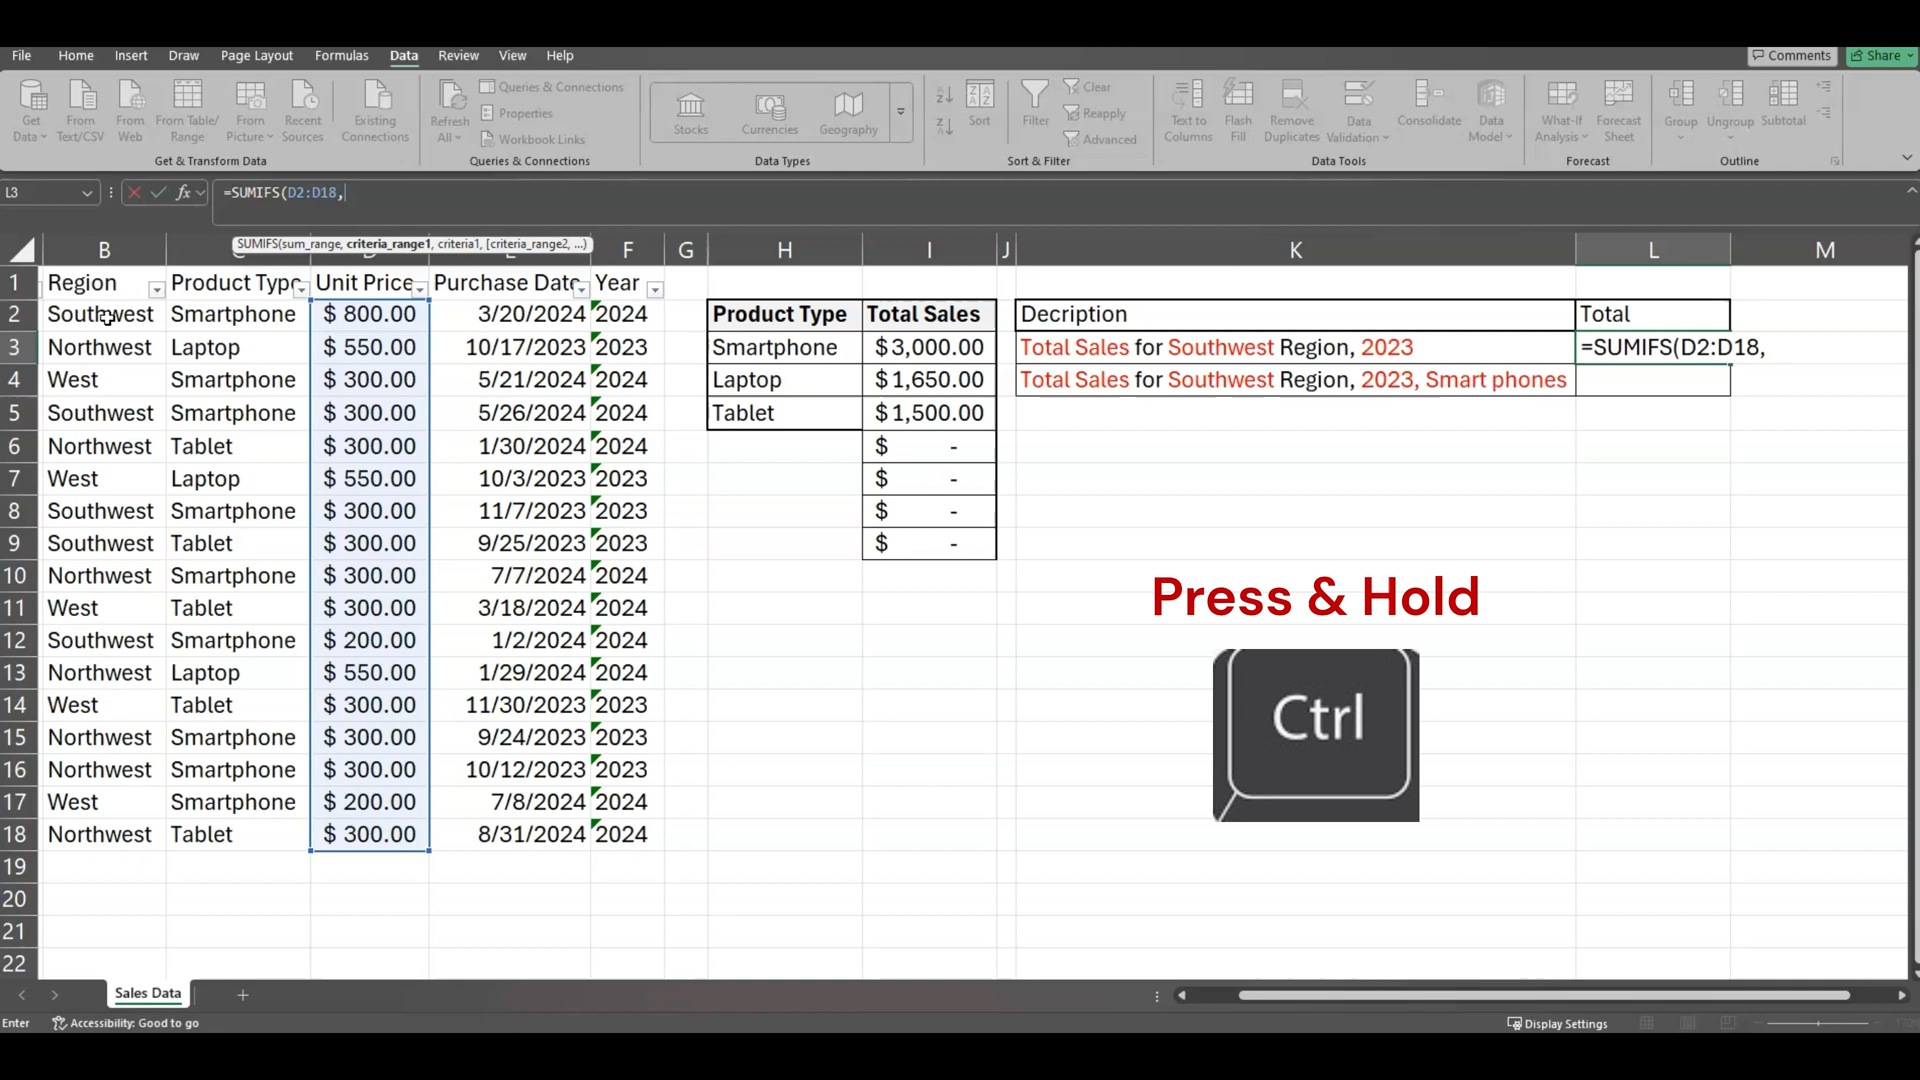 File Home Insert Draw Page Layout Formulas Data Review View Help Comments Share
Get Data From Text/CSV From Web From Table/Range From Picture Recent Sources Existing Connections
Get & Transform Data
Refresh All Queries & Connections Properties Workbook Links
Queries & Connections
Stocks Currencies Geography
Data Types
Sort Filter Clear Reapply Advanced
Sort & Filter
Text to Columns Flash Fill Remove Duplicates Data Validation Consolidate Data Model
Data Tools
What-If Analysis Forecast Sheet
Forecast
Group Ungroup Subtotal
Outline
L3 fx =SUMIFS(D2:D18,
SUMIFS(sum_range, criteria_range1, criteria1, [criteria_range2, ...)
B F G H I J K L M
1 Region Product Type Unit Price Purchase Date Year
2 Southwest Smartphone $ 800.00 3/20/2024 2024 Product Type Total Sales Decription Total
3 Northwest Laptop $ 550.00 10/17/2023 2023 Smartphone $3,000.00 Total Sales for Southwest Region, 2023 =SUMIFS(D2:D18,
4 West Smartphone $ 300.00 5/21/2024 2024 Laptop $1,650.00 Total Sales for Southwest Region, 2023, Smart phones
5 Southwest Smartphone $ 300.00 5/26/2024 2024 Tablet $1,500.00
6 Northwest Tablet $ 300.00 1/30/2024 2024 $ -
7 West Laptop $ 550.00 10/3/2023 2023 $ -
8 Southwest Smartphone $ 300.00 11/7/2023 2023 $ -
9 Southwest Tablet $ 300.00 9/25/2023 2023 $ -
10 Northwest Smartphone $ 300.00 7/7/2024 2024
11 West Tablet $ 300.00 3/18/2024 2024
12 Southwest Smartphone $ 200.00 1/2/2024 2024
13 Northwest Laptop $ 550.00 1/29/2024 2024
14 West Tablet $ 300.00 11/30/2023 2023
15 Northwest Smartphone $ 300.00 9/24/2023 2023
16 Northwest Smartphone $ 300.00 10/12/2023 2023
17 West Smartphone $ 200.00 7/8/2024 2024
18 Northwest Tablet $ 300.00 8/31/2024 2024
19
20
21
22
Press & Hold
Ctrl
Sales Data
Enter Accessibility: Good to go Display Settings